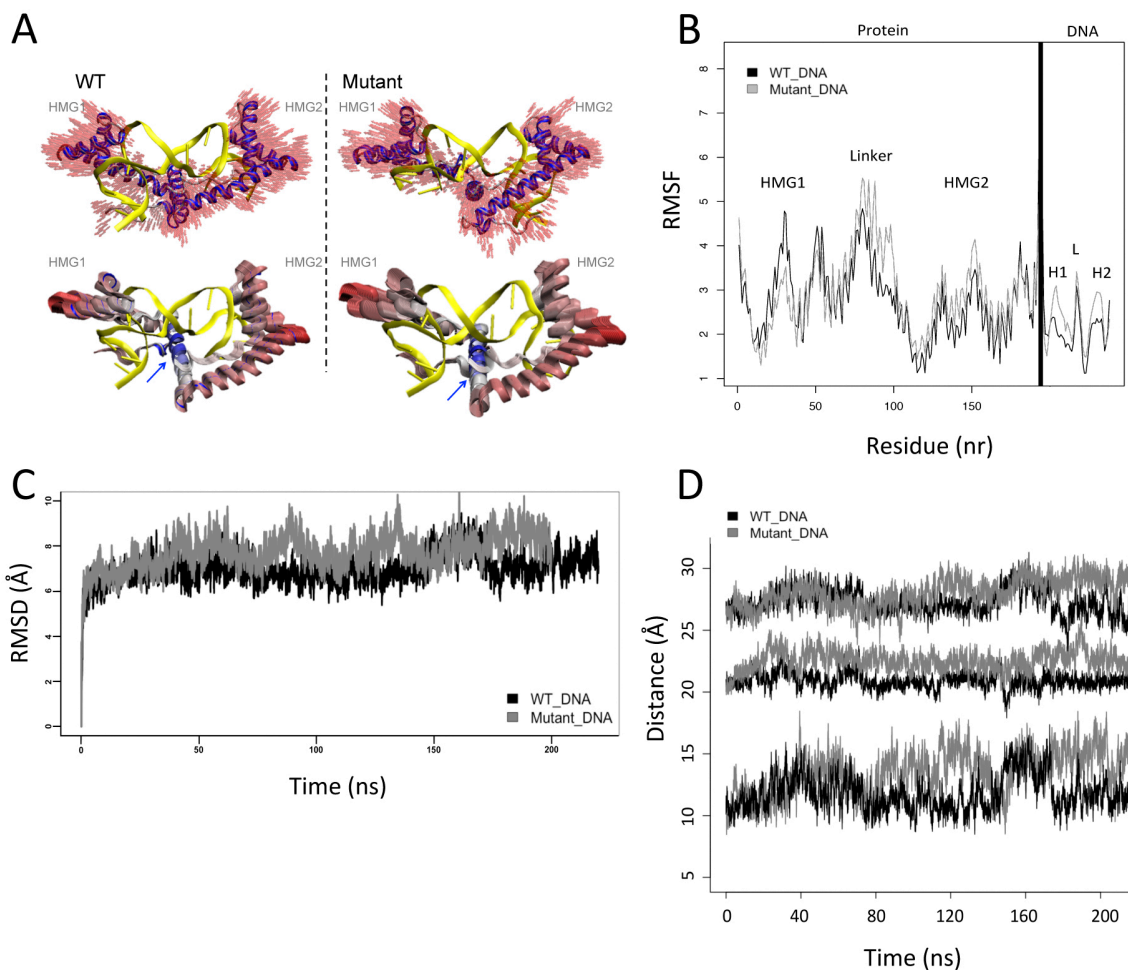 A
WT
Mutant
HMG1
HMG2
HMG1
HMG2
HMG1
HMG2
HMG1
HMG2
B
Protein
DNA
WT_DNA
Mutant_DNA
Linker
HMG1
HMG2
L
H1
H2
8
7
6
5
4
3
2
1
RMSF
0
50
100
150
Residue (nr)
C
10
8
6
4
2
0
RMSD (Å)
WT_DNA
Mutant_DNA
0
50
100
150
200
Time (ns)
D
WT_DNA
Mutant_DNA
30
25
20
15
10
5
Distance (Å)
0
40
80
120
160
200
Time (ns)